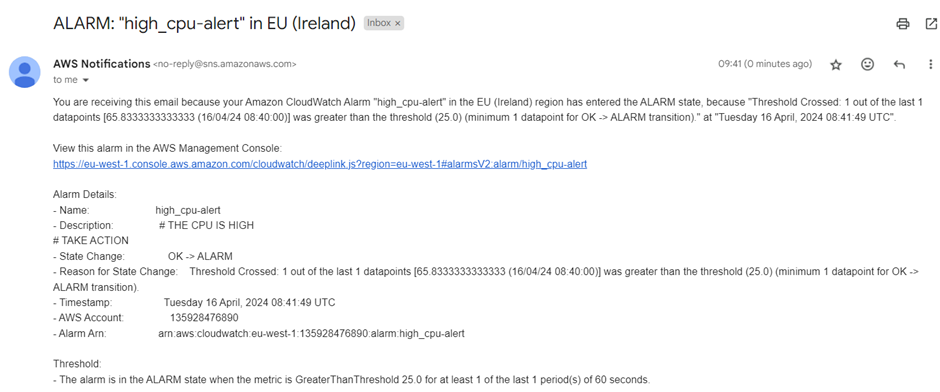 ALARM: "high_cpu-alert" in EU (Ireland) Inbox ×
AWS Notifications <no-reply@sns.amazonaws.com> 09:41 (0 minutes ago)
to me
You are receiving this email because your Amazon CloudWatch Alarm "high_cpu-alert" in the EU (Ireland) region has entered the ALARM state, because "Threshold Crossed: 1 out of the last 1
datapoints [65.8333333333333 (16/04/24 08:40:00)] was greater than the threshold (25.0) (minimum 1 datapoint for OK -> ALARM transition)." at "Tuesday 16 April, 2024 08:41:49 UTC".
View this alarm in the AWS Management Console:
https://eu-west-1.console.aws.amazon.com/cloudwatch/deeplink.js?region=eu-west-1#alarmsV2:alarm/high_cpu-alert
Alarm Details:
- Name: high_cpu-alert
- Description: # THE CPU IS HIGH
# TAKE ACTION
- State Change: OK -> ALARM
- Reason for State Change: Threshold Crossed: 1 out of the last 1 datapoints [65.8333333333333 (16/04/24 08:40:00)] was greater than the threshold (25.0) (minimum 1 datapoint for OK ->
ALARM transition).
- Timestamp: Tuesday 16 April, 2024 08:41:49 UTC
- AWS Account: 135928476890
- Alarm Arn: arn:aws:cloudwatch:eu-west-1:135928476890:alarm:high_cpu-alert
Threshold:
- The alarm is in the ALARM state when the metric is GreaterThanThreshold 25.0 for at least 1 of the last 1 period(s) of 60 seconds.